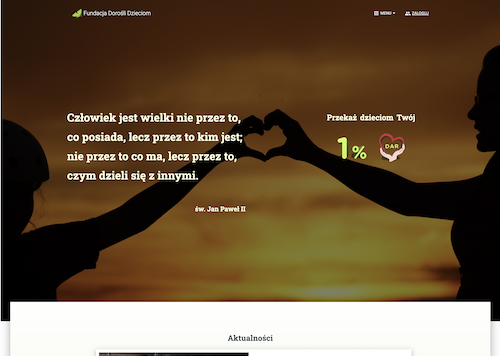 Fundacja Dorośli Dzieciom
MENU
ZALOGUJ
Człowiek jest wielki nie przez to,
co posiada, lecz przez to kim jest;
nie przez to co ma, lecz przez to,
czym dzieli się z innymi.
św. Jan Paweł II
Przekaż dzieciom Twój
1 %
DAR
Aktualności